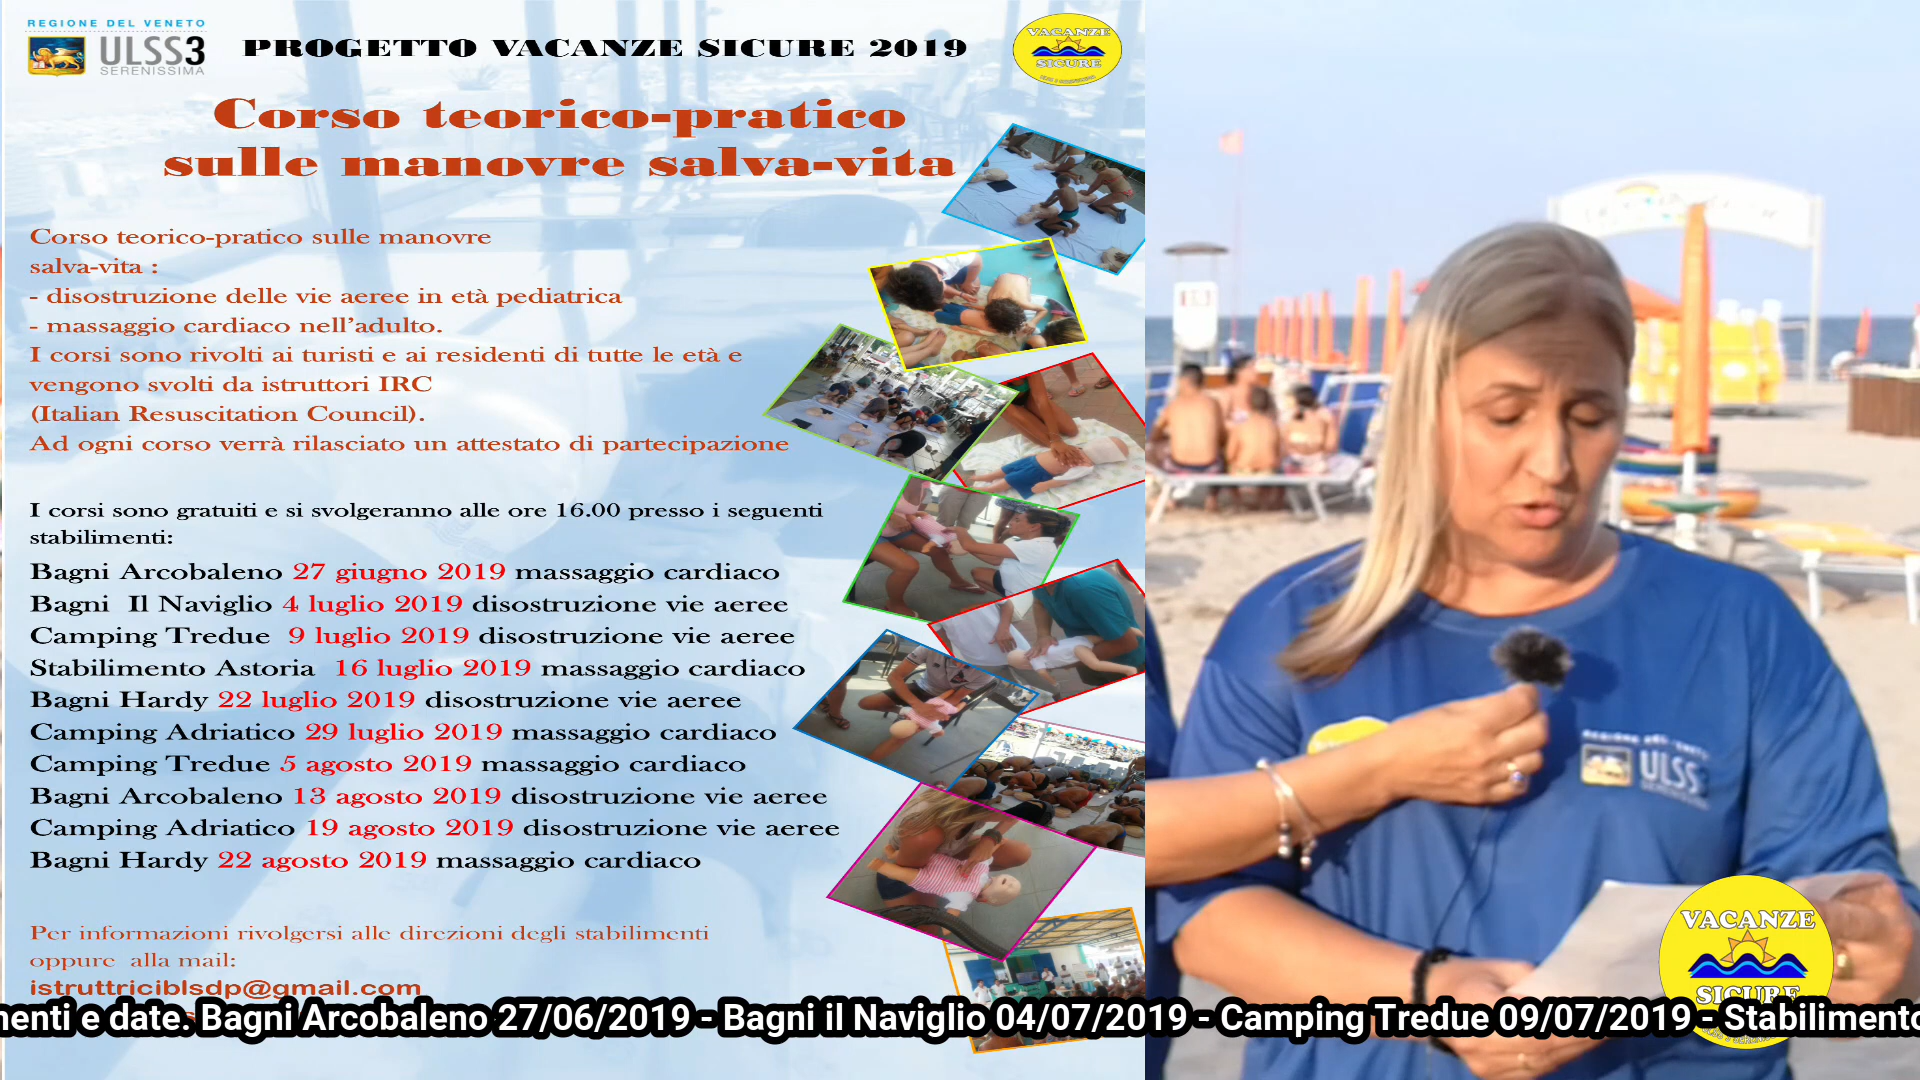 REGIONE DEL VENETO
ULSS3
SERENISSIMA
PROGETTO VACANZE SICURE 2019
VACANZE
SICURE
Corso teorico-pratico
sulle manovre salva-vita
Corso teorico-pratico sulle manovre
salva-vita :
- disostruzione delle vie aeree in età pediatrica
- massaggio cardiaco nell'adulto.
I corsi sono rivolti ai turisti e ai residenti di tutte le età e
vengono svolti da istruttori IRC
(Italian Resuscitation Council).
Ad ogni corso verrà rilasciato un attestato di partecipazione
I corsi sono gratuiti e si svolgeranno alle ore 16.00 presso i seguenti
stabilimenti:
Bagni Arcobaleno 27 giugno 2019 massaggio cardiaco
Bagni Il Naviglio 4 luglio 2019 disostruzione vie aeree
Camping Tredue 9 luglio 2019 disostruzione vie aeree
Stabilimento Astoria 16 luglio 2019 massaggio cardiaco
Bagni Hardy 22 luglio 2019 disostruzione vie aeree
Camping Adriatico 29 luglio 2019 massaggio cardiaco
Camping Tredue 5 agosto 2019 massaggio cardiaco
Bagni Arcobaleno 13 agosto 2019 disostruzione vie aeree
Camping Adriatico 19 agosto 2019 disostruzione vie aeree
Bagni Hardy 22 agosto 2019 massaggio cardiaco
Per informazioni rivolgersi alle direzioni degli stabilimenti
oppure alla mail:
istruttriciblsdp@gmail.com
REGIONE DEL VENETO
ULSS
SERENISSIMA
VACANZE
SICURE
menti e date. Bagni Arcobaleno 27/06/2019 - Bagni il Naviglio 04/07/2019 - Camping Tredue 09/07/2019 - Stabilimento